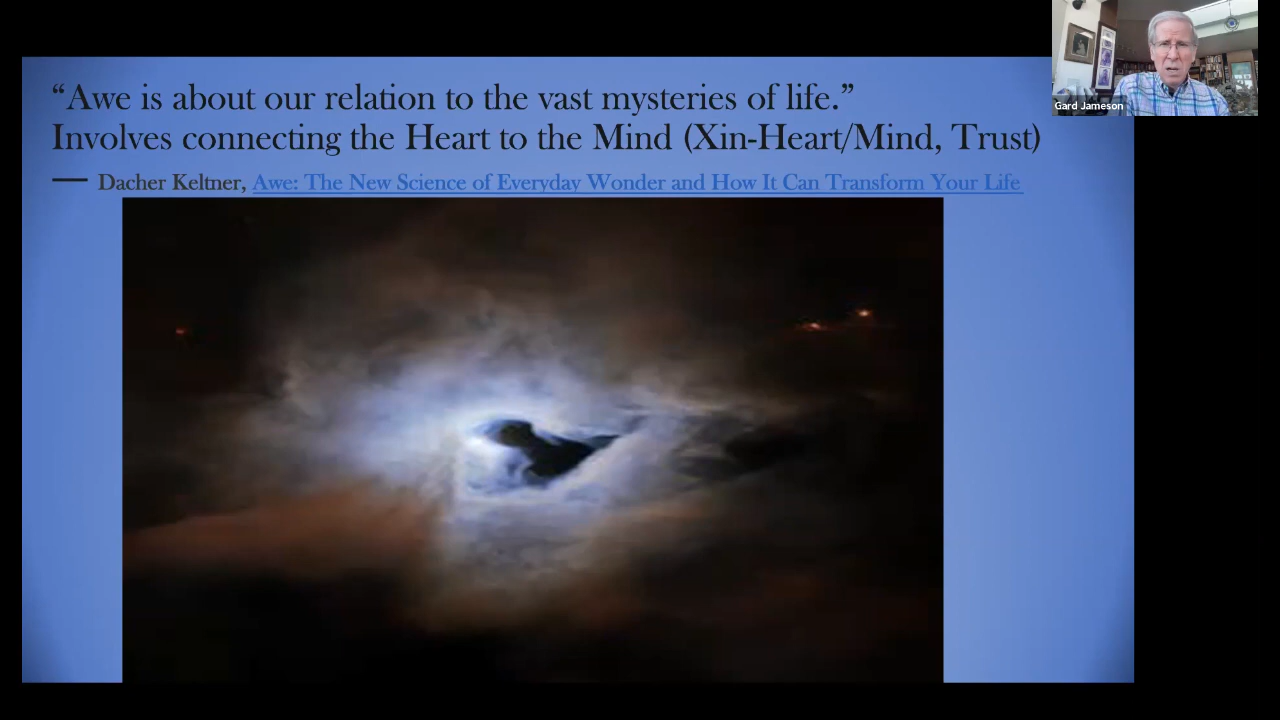 “Awe is about our relation to the vast mysteries of life.”
Involves connecting the Heart to the Mind (Xin-Heart/Mind, Trust)
— Dacher Keltner, Awe: The New Science of Everyday Wonder and How It Can Transform Your Life
Gard Jameson